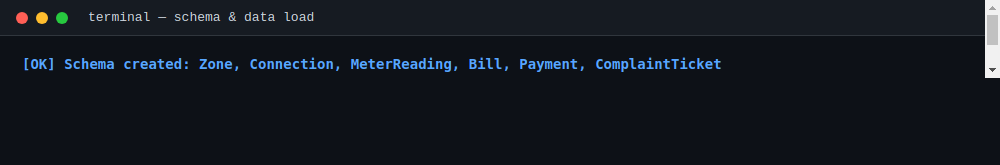 terminal — schema & data load
[OK] Schema created: Zone, Connection, MeterReading, Bill, Payment, ComplaintTicket